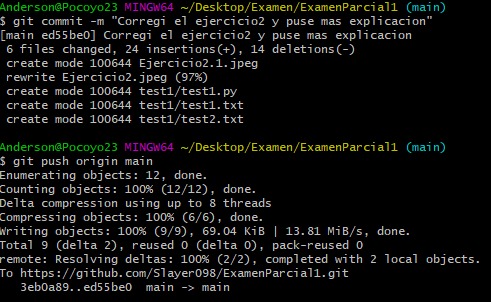 Anderson@Pocoyo23 MINGW64 ~/Desktop/Examen/ExamenParcial1 (main)
$ git commit -m "Corregi el ejercicio2 y puse mas explicacion"
[main ed55be0] Corregi el ejercicio2 y puse mas explicacion
 6 files changed, 24 insertions(+), 14 deletions(-)
 create mode 100644 Ejercicio2.1.jpeg
 rewrite Ejercicio2.jpeg (97%)
 create mode 100644 test1/test1.py
 create mode 100644 test1/test1.txt
 create mode 100644 test1/test2.txt
Anderson@Pocoyo23 MINGW64 ~/Desktop/Examen/ExamenParcial1 (main)
$ git push origin main
Enumerating objects: 12, done.
Counting objects: 100% (12/12), done.
Delta compression using up to 8 threads
Compressing objects: 100% (6/6), done.
Writing objects: 100% (9/9), 69.04 KiB | 13.81 MiB/s, done.
Total 9 (delta 2), reused 0 (delta 0), pack-reused 0
remote: Resolving deltas: 100% (2/2), completed with 2 local objects.
To https://github.com/Slayer098/ExamenParcial1.git
   3eb0a89..ed55be0  main -> main